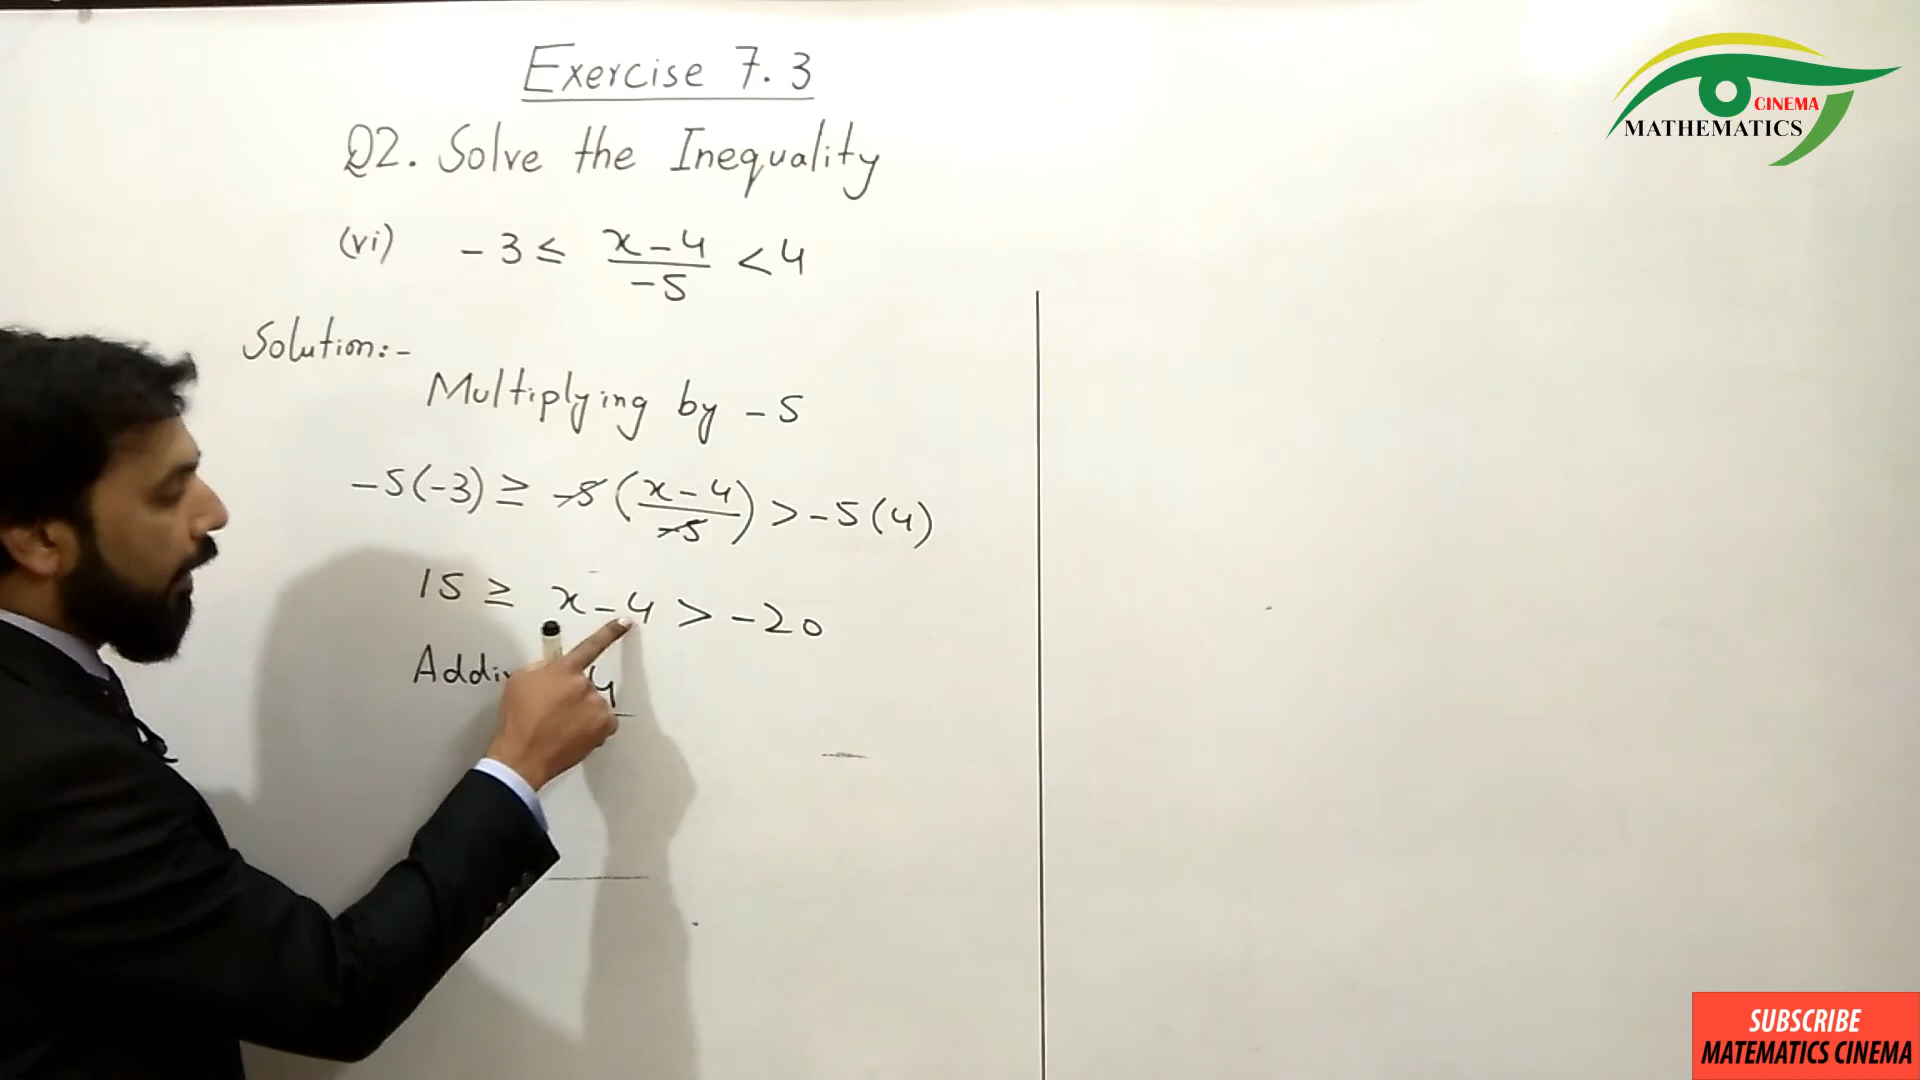 Exercise 7.3
Q2. Solve the Inequality
(vi) -3 ≤ x-4/-5 < 4
Solution:-
Multiplying by -5
-5(-3) ≥ -5(x-4/-5) > -5(4)
15 ≥ x-4 > -20
4
CINEMA
MATHEMATICS
SUBSCRIBE
MATEMATICS CINEMA